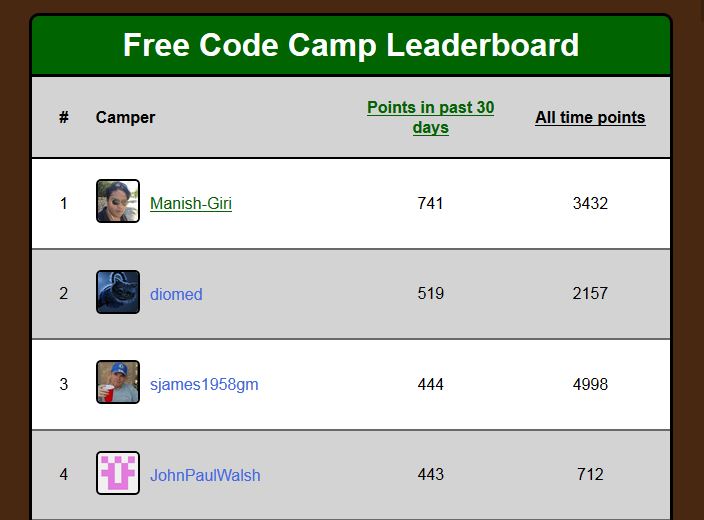 Free Code Camp Leaderboard
# Camper Points in past 30 days All time points
1 Manish-Giri 741 3432
2 diomed 519 2157
3 sjames1958gm 444 4998
4 JohnPaulWalsh 443 712